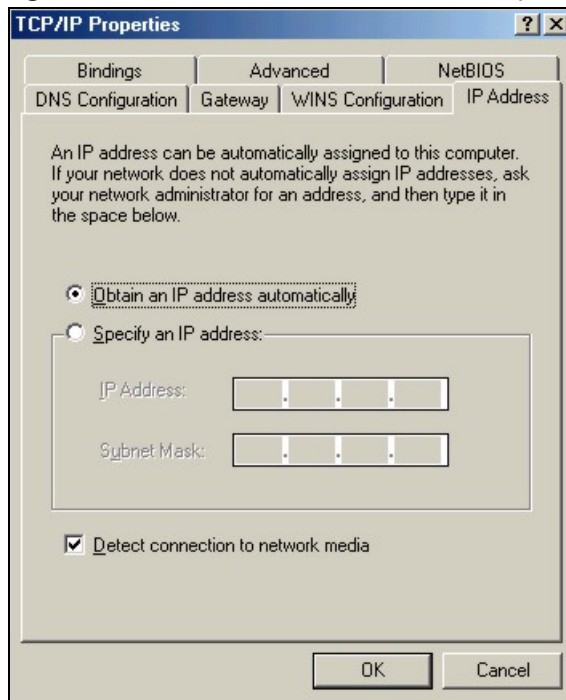 TCP/IP Properties
Bindings
Advanced
NetBIOS
DNS Configuration
Gateway
WINS Configuration
IP Address
An IP address can be automatically assigned to this computer.
If your network does not automatically assign IP addresses, ask
your network administrator for an address, and then type it in
the space below.
Obtain an IP address automatically
Specify an IP address:
IP Address:
Subnet Mask:
Detect connection to network media
OK
Cancel